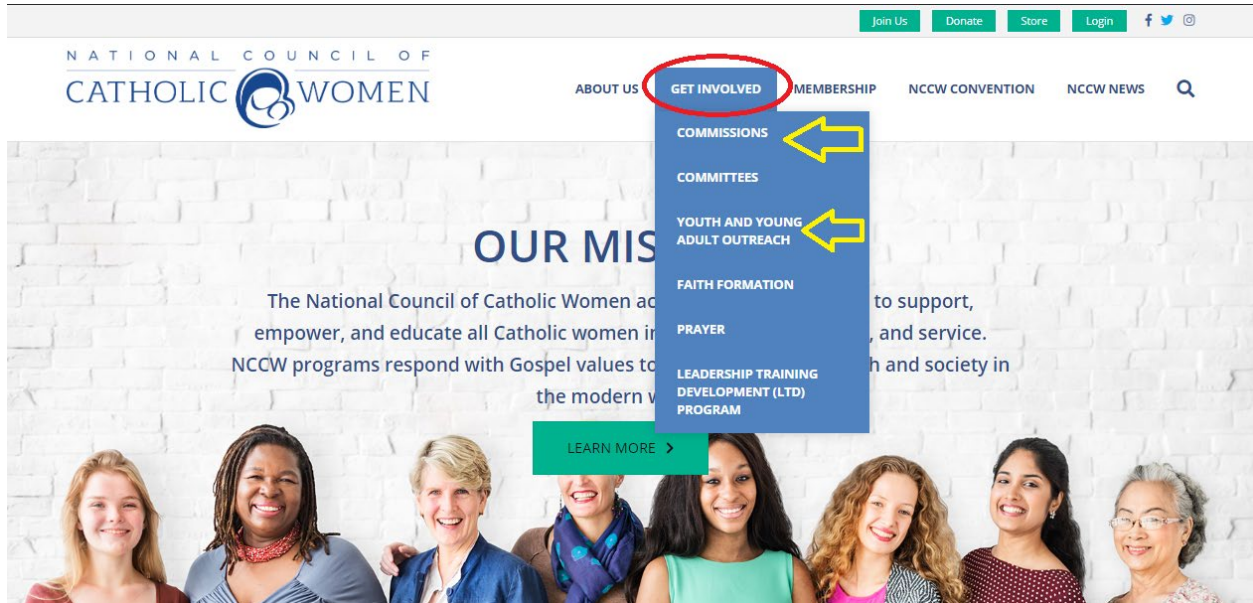 Join Us Donate Store Login
NATIONAL COUNCIL OF
CATHOLIC WOMEN
ABOUT US GET INVOLVED MEMBERSHIP NCCW CONVENTION NCCW NEWS
COMMISSIONS
COMMITTEES
YOUTH AND YOUNG
ADULT OUTREACH
FAITH FORMATION
PRAYER
LEADERSHIP TRAINING
DEVELOPMENT (LTD)
PROGRAM
OUR MIS
The National Council of Catholic Women to support,
empower, and educate all Catholic women , and service.
NCCW programs respond with Gospel values to and society in
the modern
LEARN MORE